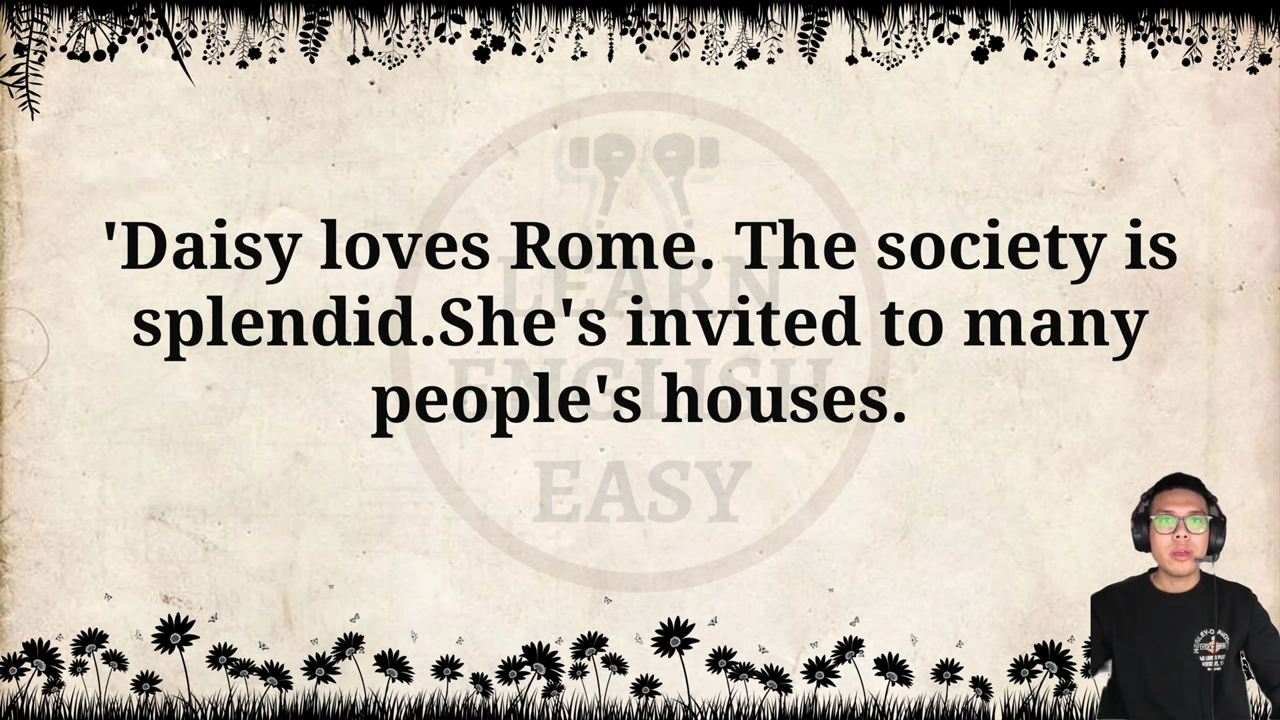 'Daisy loves Rome. The society is
splendid.She's invited to many
people's houses.
LEARN
ENGLISH
EASY